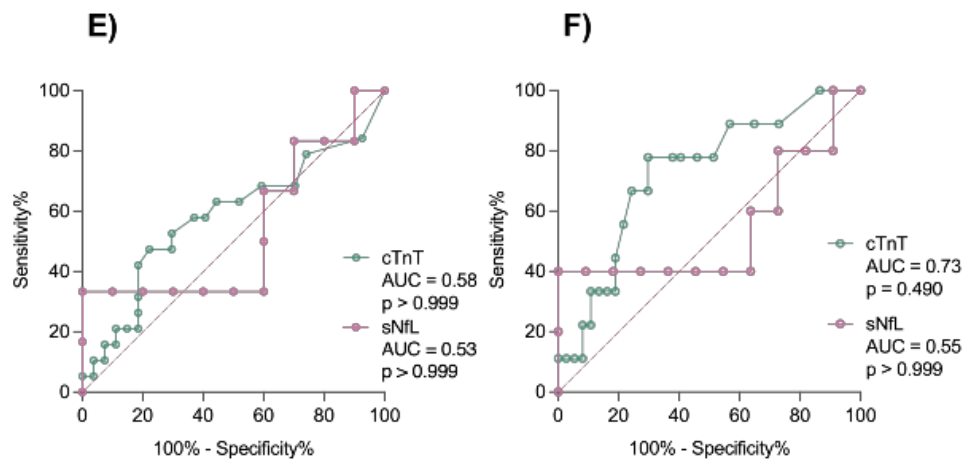 E)
100
80
60
40
20
0
Sensitivity%
0 20 40 60 80 100
100% - Specificity%
cTnT
AUC = 0.58
p > 0.999
sNfL
AUC = 0.53
p > 0.999
F)
100
80
60
40
20
0
Sensitivity%
0 20 40 60 80 100
100% - Specificity%
cTnT
AUC = 0.73
p = 0.490
sNfL
AUC = 0.55
p > 0.999